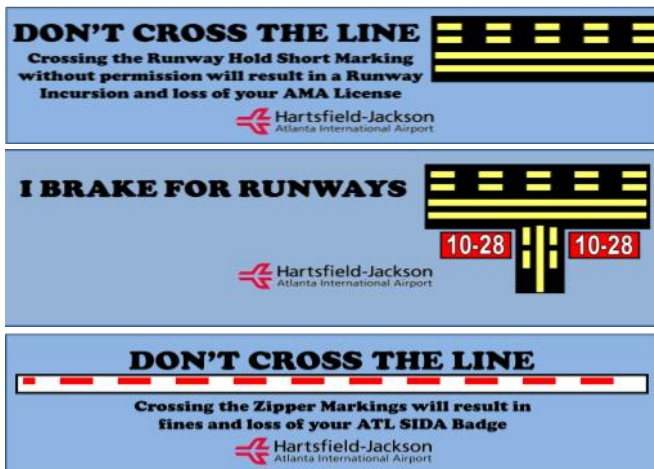 DON'T CROSS THE LINE
Crossing the Runway Hold Short Marking
without permission will result in a Runway
Incursion and loss of your AMA License
Hartsfield-Jackson
Atlanta International Airport
I BRAKE FOR RUNWAYS
10-28 10-28
Hartsfield-Jackson
Atlanta International Airport
DON'T CROSS THE LINE
Crossing the Zipper Markings will result in
fines and loss of your ATL SIDA Badge
Hartsfield-Jackson
Atlanta International Airport